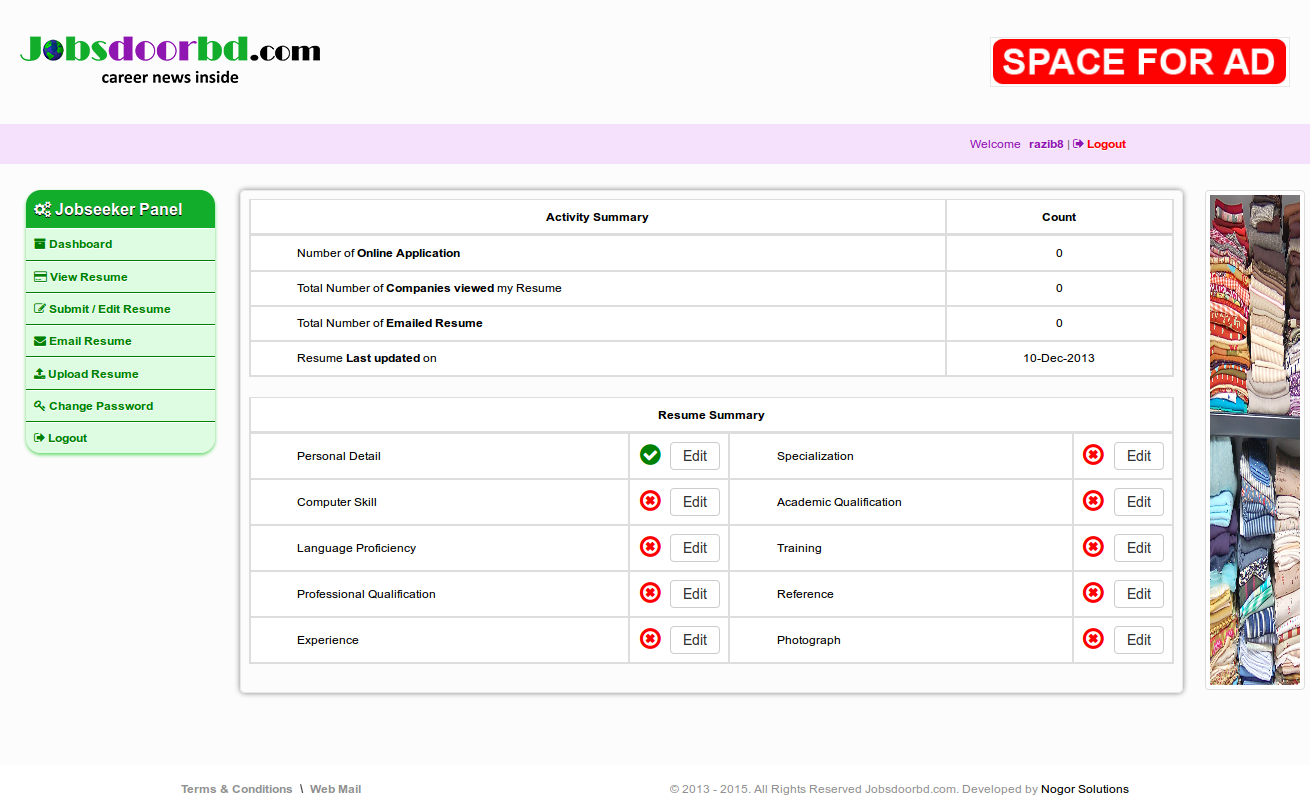 Jobsdoorbd.com
career news inside
SPACE FOR AD
Welcome razib8 | Logout
Jobseeker Panel
Dashboard
View Resume
Submit / Edit Resume
Email Resume
Upload Resume
Change Password
Logout
Activity Summary Count
Number of Online Application 0
Total Number of Companies viewed my Resume 0
Total Number of Emailed Resume 0
Resume Last updated on 10-Dec-2013
Resume Summary
Personal Detail Edit Specialization Edit
Computer Skill Edit Academic Qualification Edit
Language Proficiency Edit Training Edit
Professional Qualification Edit Reference Edit
Experience Edit Photograph Edit
Terms & Conditions \ Web Mail
© 2013 - 2015. All Rights Reserved Jobsdoorbd.com. Developed by Nogor Solutions